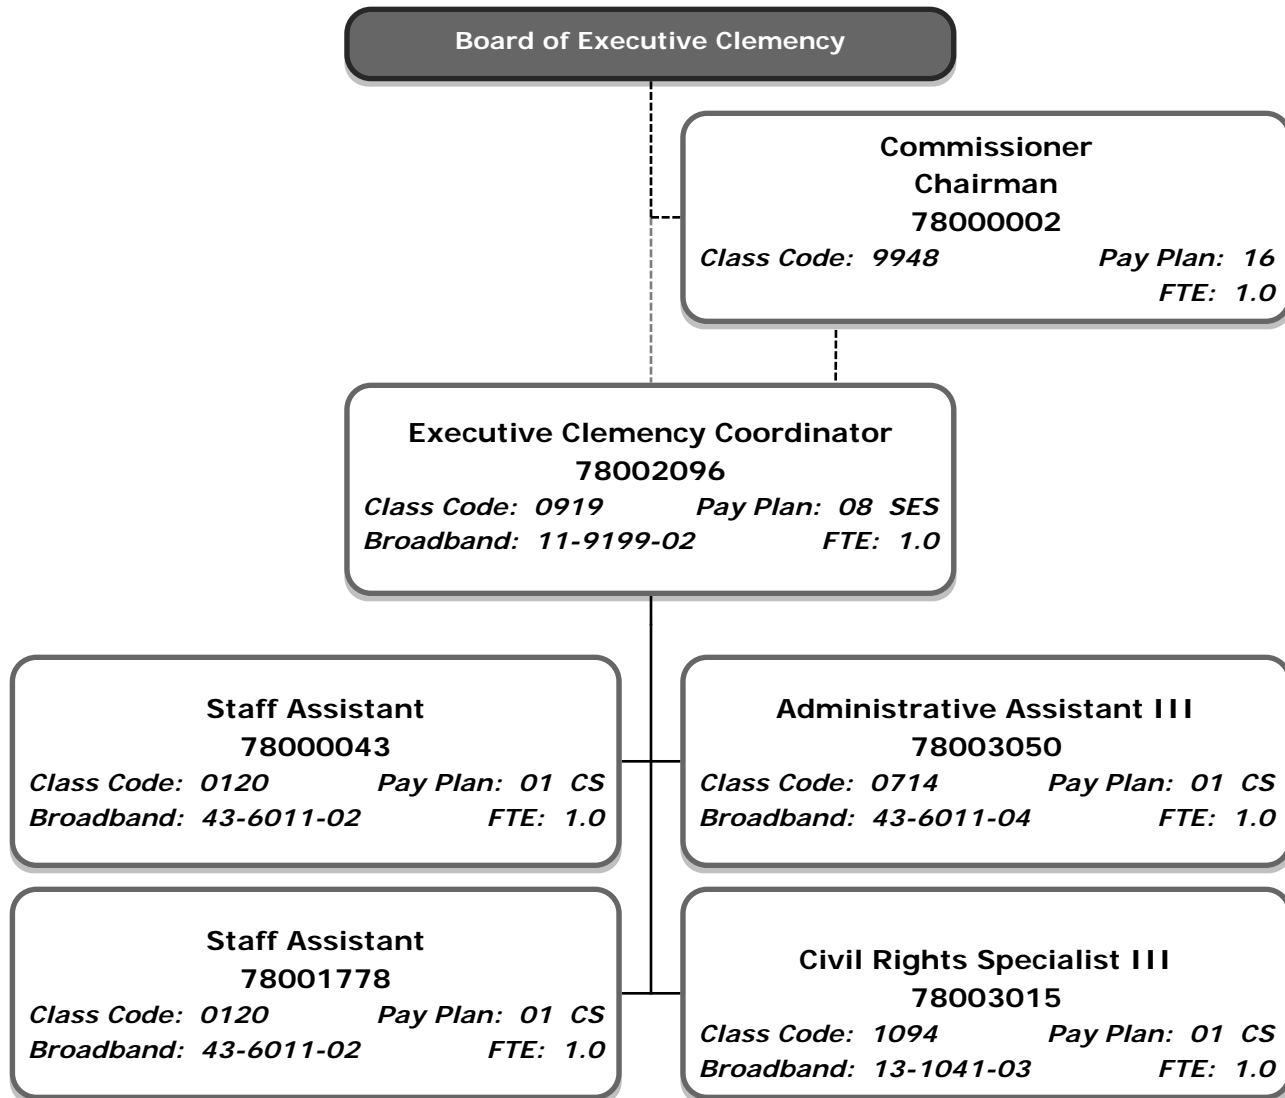 Board of Executive Clemency
Commissioner
Chairman
78000002
Class Code: 9948 Pay Plan: 16
FTE: 1.0
Executive Clemency Coordinator
78002096
Class Code: 0919 Pay Plan: 08 SES
Broadband: 11-9199-02 FTE: 1.0
Staff Assistant
78000043
Class Code: 0120 Pay Plan: 01 CS
Broadband: 43-6011-02 FTE: 1.0
Administrative Assistant III
78003050
Class Code: 0714 Pay Plan: 01 CS
Broadband: 43-6011-04 FTE: 1.0
Staff Assistant
78001778
Class Code: 0120 Pay Plan: 01 CS
Broadband: 43-6011-02 FTE: 1.0
Civil Rights Specialist III
78003015
Class Code: 1094 Pay Plan: 01 CS
Broadband: 13-1041-03 FTE: 1.0